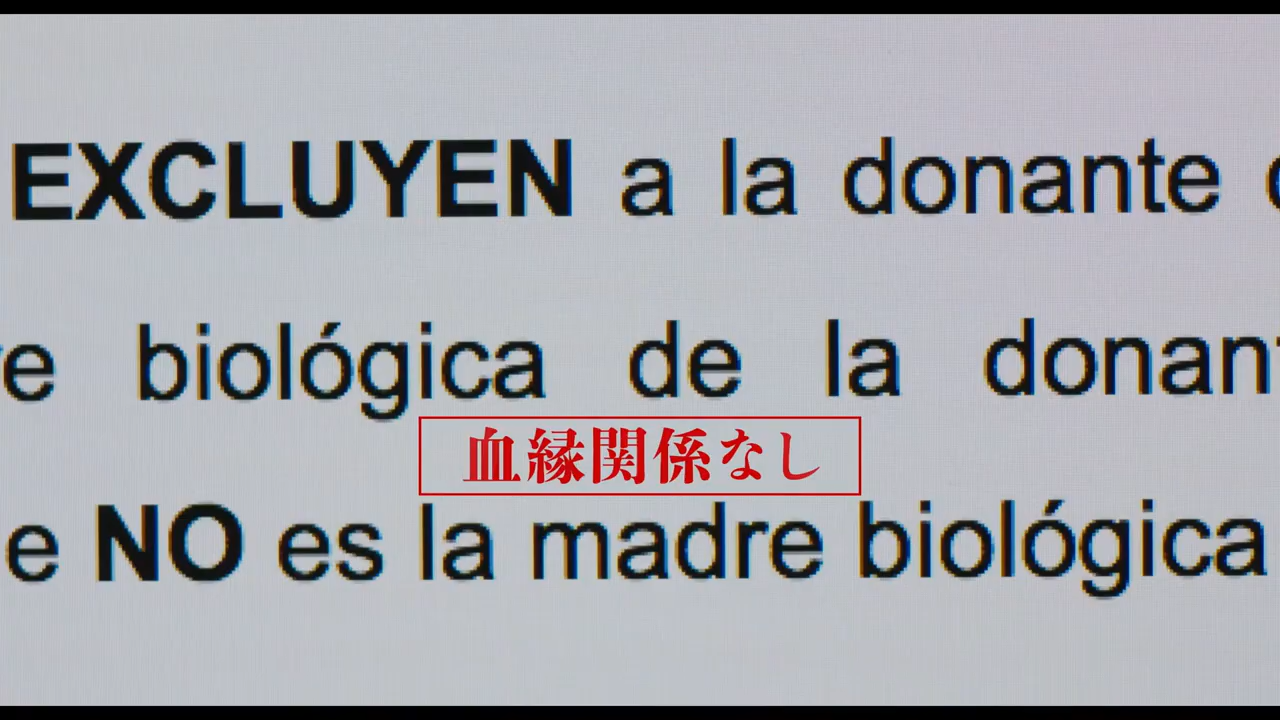 EXCLUYEN a la donante
biológica de la
血縁関係なし
NO es la madre biológica